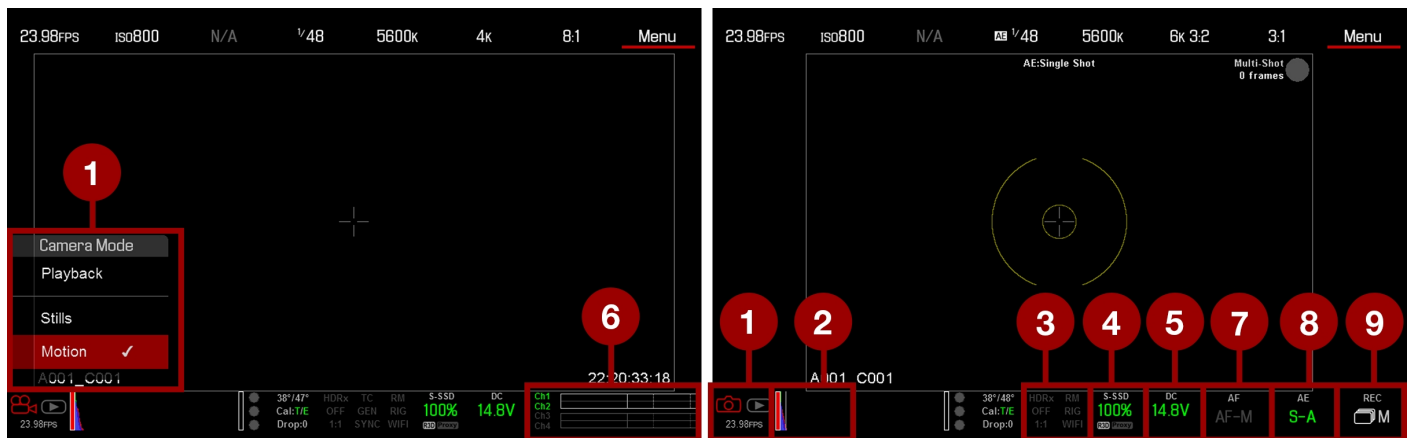 23.98FPS ISO800 N/A 1/48 5600K 4K 8:1 Menu
1
Camera Mode
Playback
Stills
Motion ✓
A001_C001
6
22:20:33:18
23.98FPS
38°/47° HDRx TC RM S-SSD DC Ch1
Cal:T/E OFF GEN RIG 100% 14.8V Ch2
Drop:0 1:1 SYNC WIFI R3D Proxy Ch3
Ch4
23.98FPS ISO800 N/A AE 1/48 5600K 6K 3:2 3:1 Menu
AE:Single Shot
Multi-Shot
0 frames
1 2 3 4 5 7 8 9
A001_C001
23.98FPS
38°/48° HDRx RM S-SSD DC AF AE REC
Cal:T/E OFF RIG 100% 14.8V AF-M S-A M
Drop:0 1:1 WIFI R3D Proxy